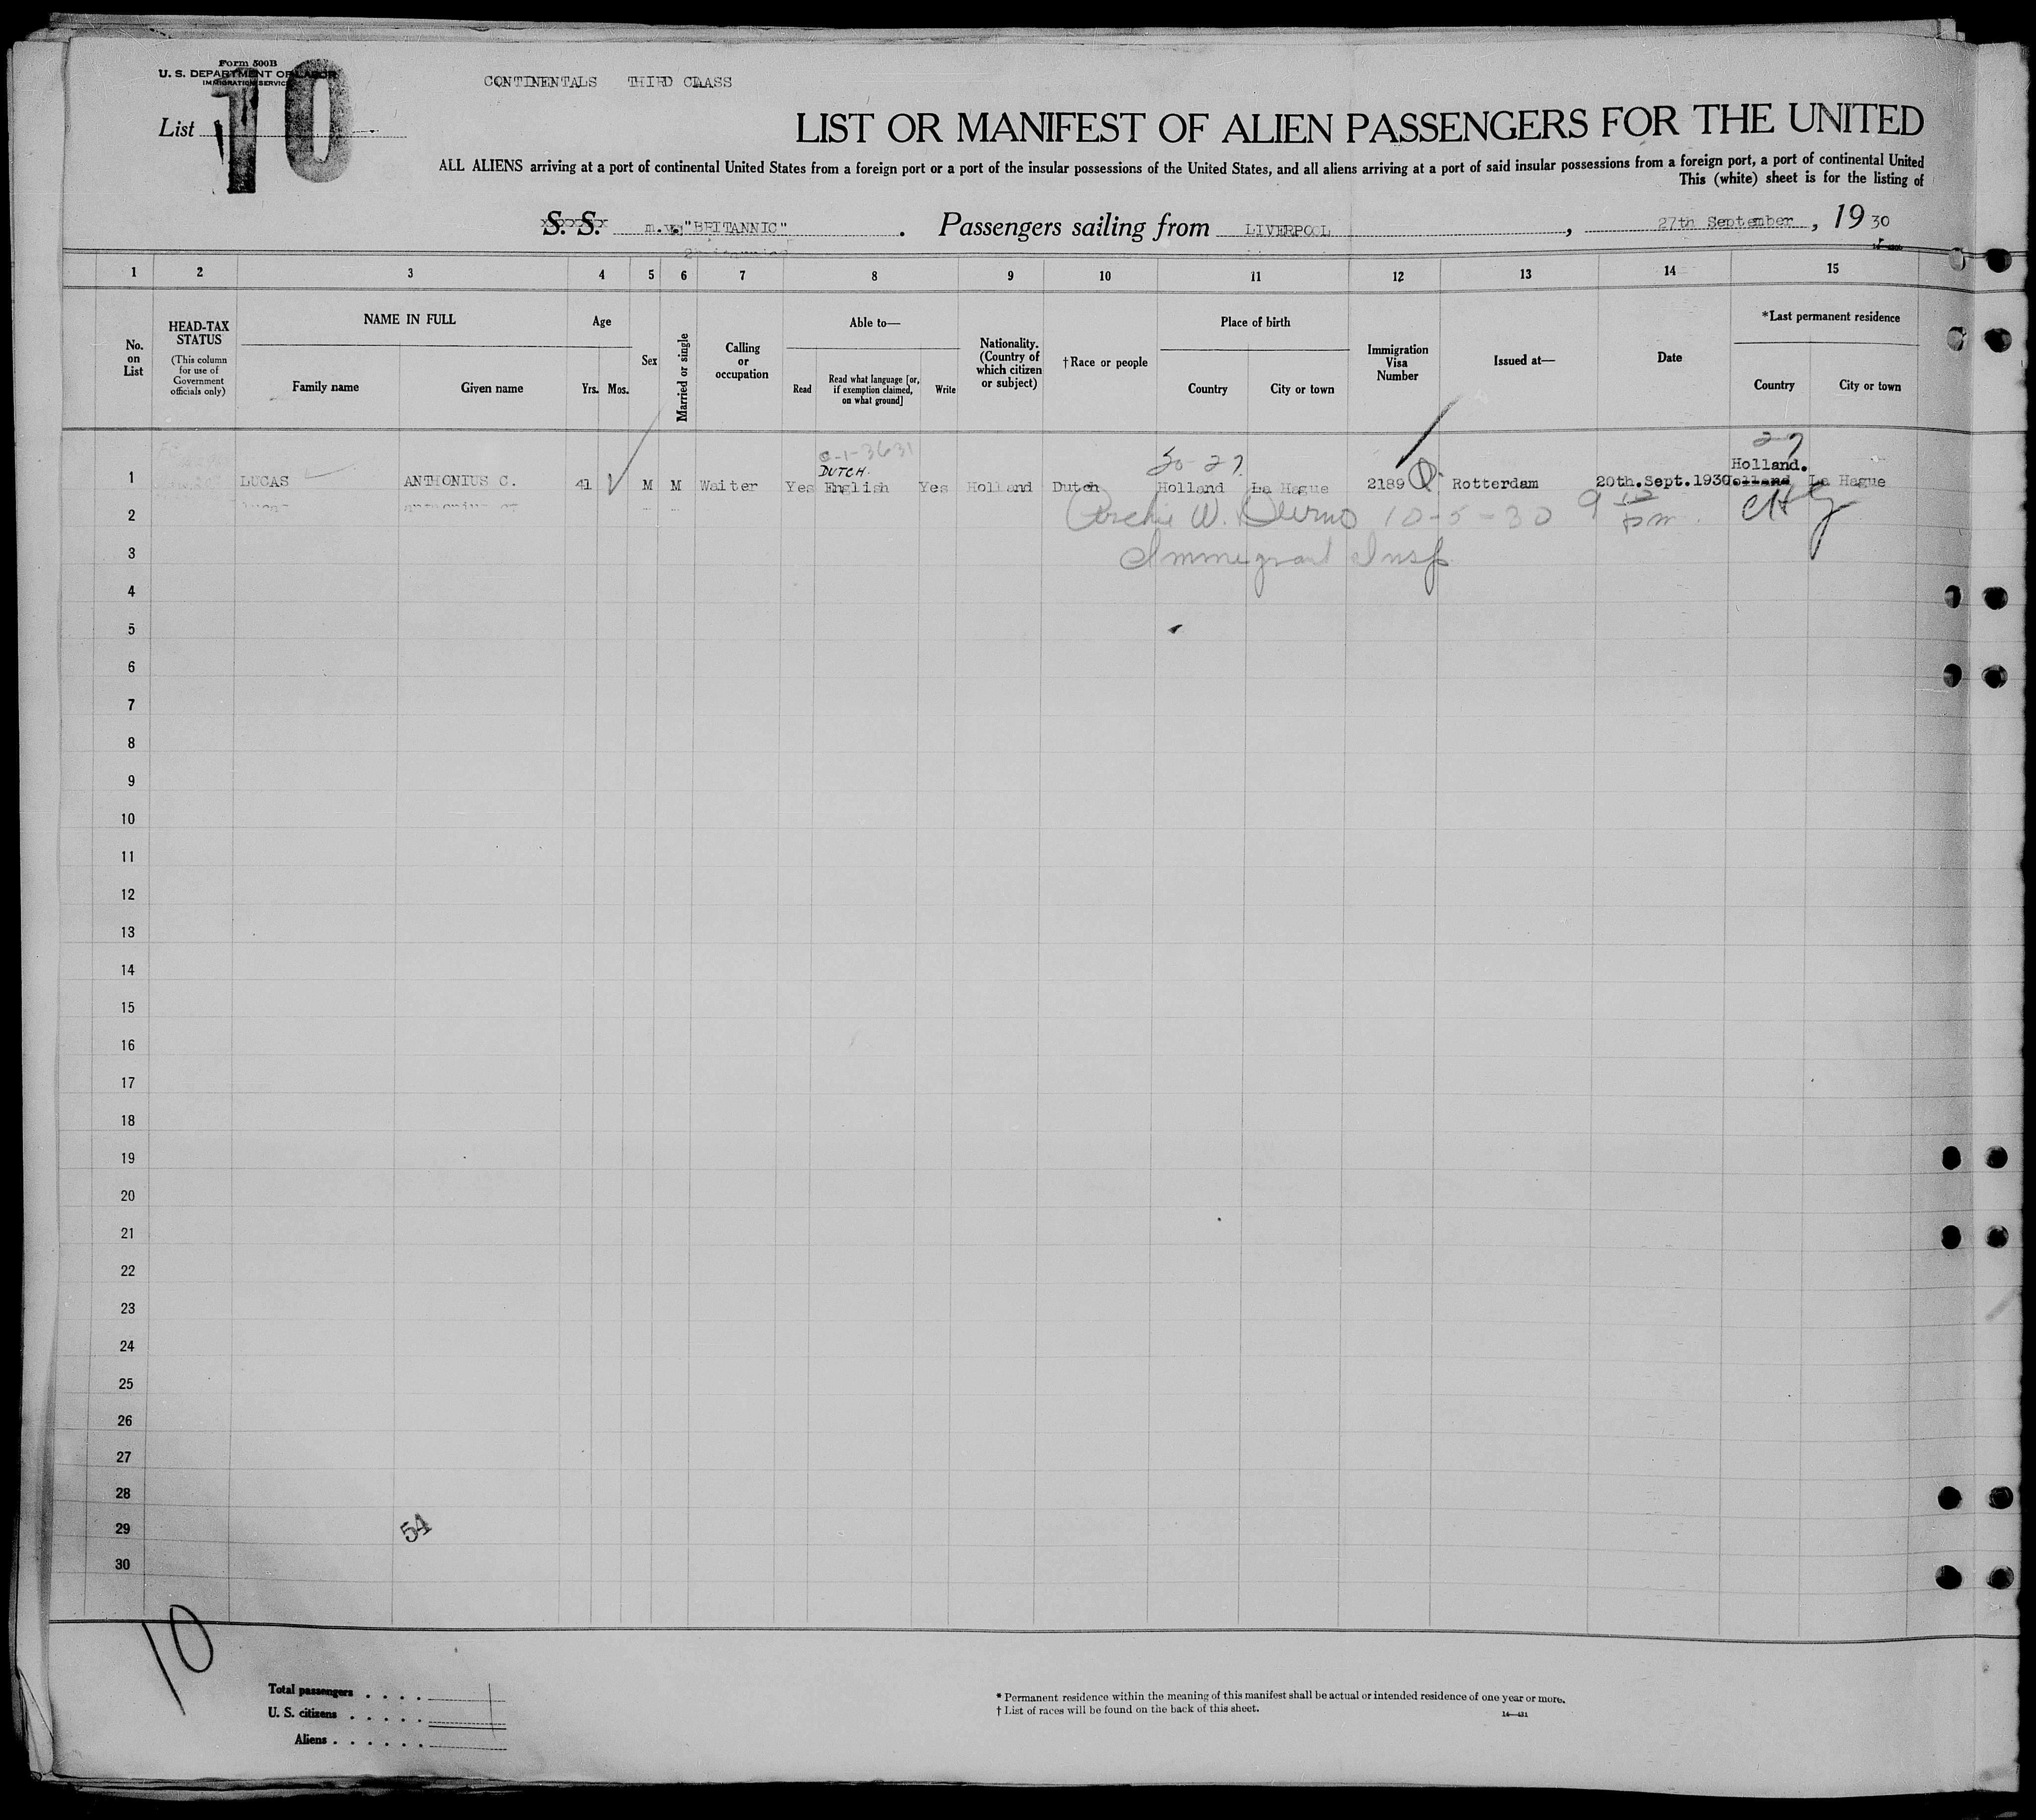 Form 500B
U. S. DEPARTMENT OF LABOR
IMMIGRATION SERVICE
CONTINENTALS THIRD CLASS
List 10
LIST OR MANIFEST OF ALIEN PASSENGERS FOR THE UNITED
ALL ALIENS arriving at a port of continental United States from a foreign port or a port of the insular possessions of the United States, and all aliens arriving at a port of said insular possessions from a foreign port, a port of continental United
This (white) sheet is for the listing of
S. S. m.v. "BRITANNIC". Passengers sailing from LIVERPOOL, 27th September, 1930
1 2 3 4 5 6 7 8 9 10 11 12 13 14 15
No. on List
HEAD-TAX STATUS
(This column for use of Government officials only)
NAME IN FULL
Family name
Given name
Age
Yrs. Mos.
Sex
Married or single
Calling or occupation
Able to—
Read
Read what language [or, if exemption claimed, on what ground]
Write
Nationality. (Country of which citizen or subject)
†Race or people
Place of birth
Country
City or town
Immigration Visa Number
Issued at—
Date
*Last permanent residence
Country
City or town
27
DUTCH. Holland.
1 LUCAS ANTHONIUS C. 41 M M Waiter Yes English Yes Holland Dutch Holland La Hague 2189 Rotterdam 20th.Sept.1930 Holland La Hague
2 Archie W. 10-5-30 9 pm
3 Immigrant Insp
4
5
6
7
8
9
10
11
12
13
14
15
16
17
18
19
20
21
22
23
24
25
26
27
28
29 54
30
10
Total passengers . . . .
U. S. citizens . . . . .
Aliens . . . . . .
* Permanent residence within the meaning of this manifest shall be actual or intended residence of one year or more.
† List of races will be found on the back of this sheet.
14—431